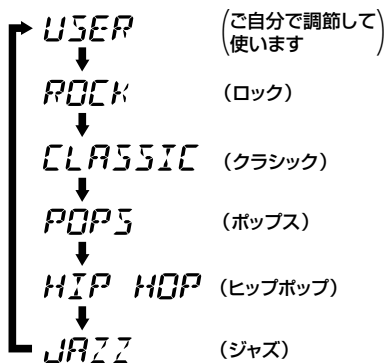 USER (ご自分で調節して
使います)
ROCK (ロック)
CLASSIC (クラシック)
POPS (ポップス)
HIP HOP (ヒップポップ)
JAZZ (ジャズ)